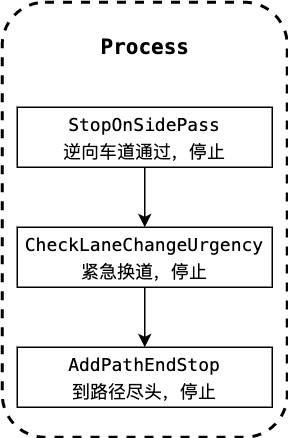 Process
StopOnSidePass
逆向车道通过，停止
CheckLaneChangeUrgency
紧急换道，停止
AddPathEndStop
到路径尽头，停止